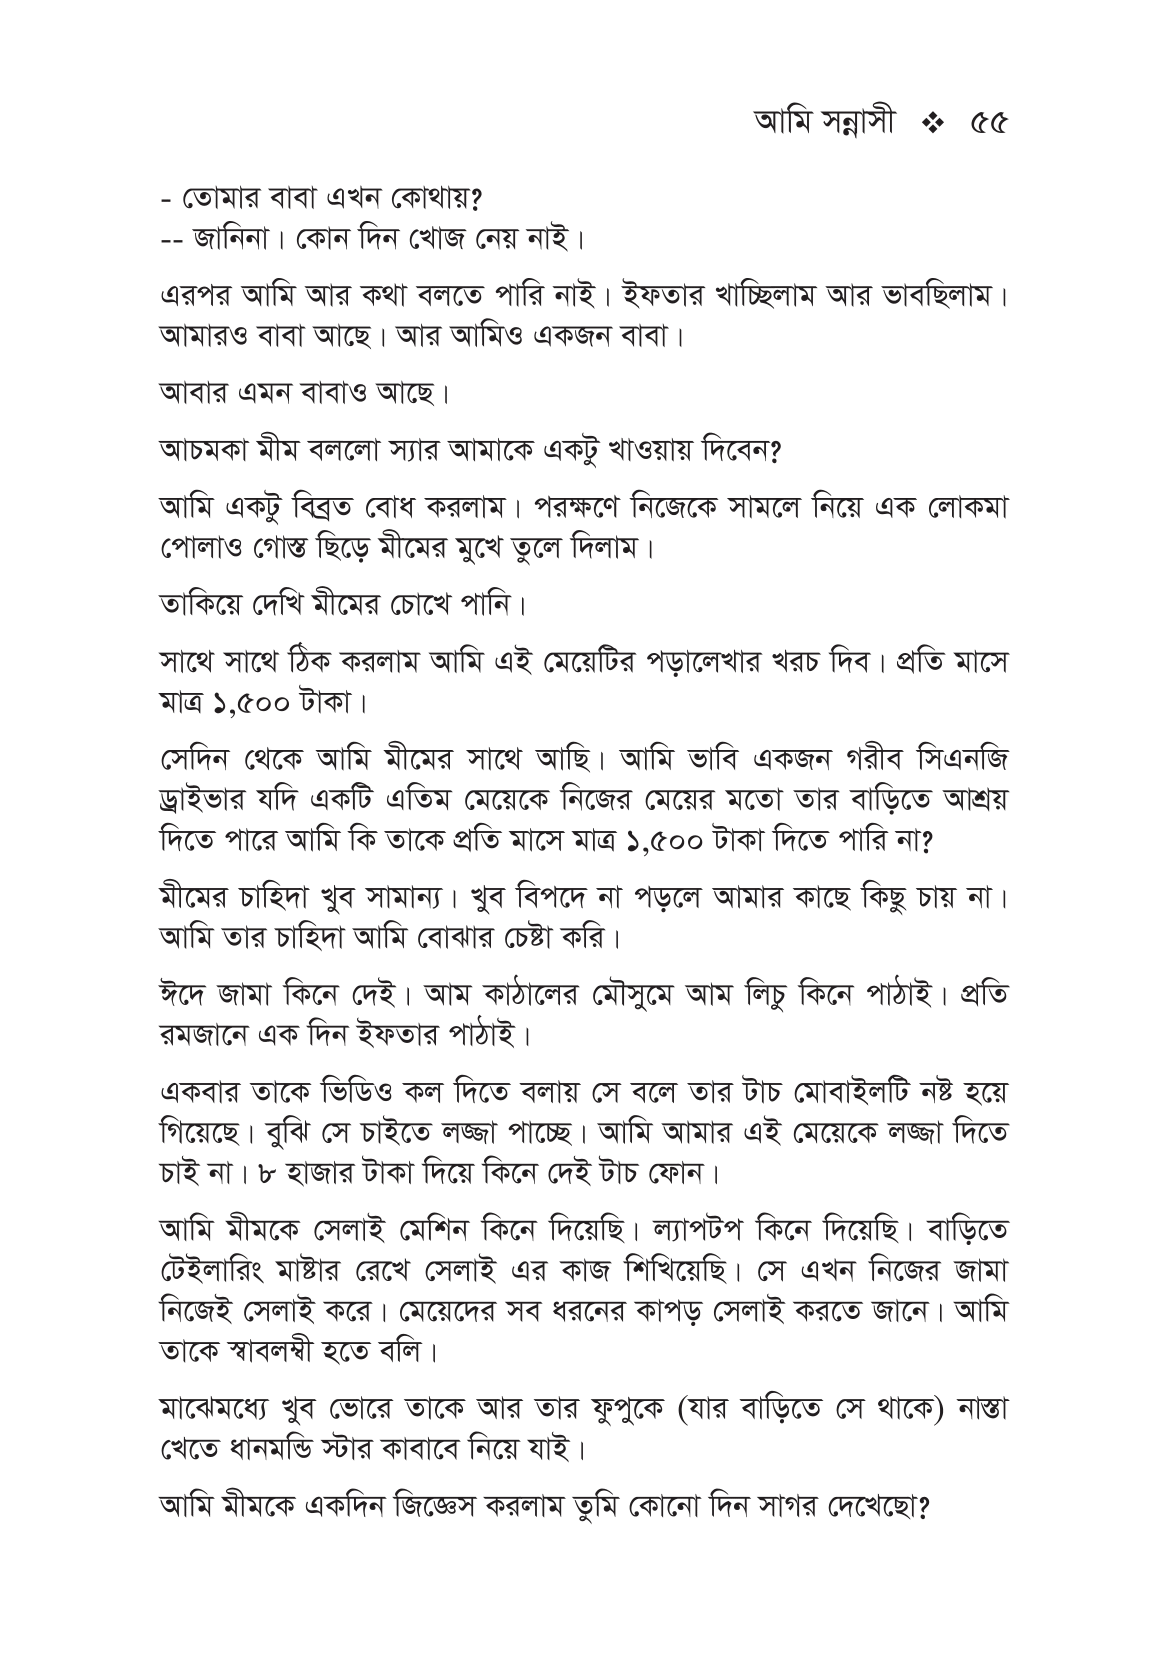 আমি সন্নাসী ❖ ৫৫
- তোমার বাবা এখন কোথায়?
-- জানিনা। কোন দিন খোজ নেয় নাই।
এরপর আমি আর কথা বলতে পারি নাই। ইফতার খাচ্ছিলাম আর ভাবছিলাম।
আমারও বাবা আছে। আর আমিও একজন বাবা।
আবার এমন বাবাও আছে।
আচমকা মীম বললো স্যার আমাকে একটু খাওয়ায় দিবেন?
আমি একটু বিব্রত বোধ করলাম। পরক্ষণে নিজেকে সামলে নিয়ে এক লোকমা
পোলাও গোস্ত ছিড়ে মীমের মুখে তুলে দিলাম।
তাকিয়ে দেখি মীমের চোখে পানি।
সাথে সাথে ঠিক করলাম আমি এই মেয়েটির পড়ালেখার খরচ দিব। প্রতি মাসে
মাত্র ১,৫০০ টাকা।
সেদিন থেকে আমি মীমের সাথে আছি। আমি ভাবি একজন গরীব সিএনজি
ড্রাইভার যদি একটি এতিম মেয়েকে নিজের মেয়ের মতো তার বাড়িতে আশ্রয়
দিতে পারে আমি কি তাকে প্রতি মাসে মাত্র ১,৫০০ টাকা দিতে পারি না?
মীমের চাহিদা খুব সামান্য। খুব বিপদে না পড়লে আমার কাছে কিছু চায় না।
আমি তার চাহিদা আমি বোঝার চেষ্টা করি।
ঈদে জামা কিনে দেই। আম কাঠালের মৌসুমে আম লিচু কিনে পাঠাই। প্রতি
রমজানে এক দিন ইফতার পাঠাই।
একবার তাকে ভিডিও কল দিতে বলায় সে বলে তার টাচ মোবাইলটি নষ্ট হয়ে
গিয়েছে। বুঝি সে চাইতে লজ্জা পাচ্ছে। আমি আমার এই মেয়েকে লজ্জা দিতে
চাই না। ৮ হাজার টাকা দিয়ে কিনে দেই টাচ ফোন।
আমি মীমকে সেলাই মেশিন কিনে দিয়েছি। ল্যাপটপ কিনে দিয়েছি। বাড়িতে
টেইলারিং মাষ্টার রেখে সেলাই এর কাজ শিখিয়েছি। সে এখন নিজের জামা
নিজেই সেলাই করে। মেয়েদের সব ধরনের কাপড় সেলাই করতে জানে। আমি
তাকে স্বাবলম্বী হতে বলি।
মাঝেমধ্যে খুব ভোরে তাকে আর তার ফুপুকে (যার বাড়িতে সে থাকে) নাস্তা
খেতে ধানমন্ডি স্টার কাবাবে নিয়ে যাই।
আমি মীমকে একদিন জিজ্ঞেস করলাম তুমি কোনো দিন সাগর দেখেছো?